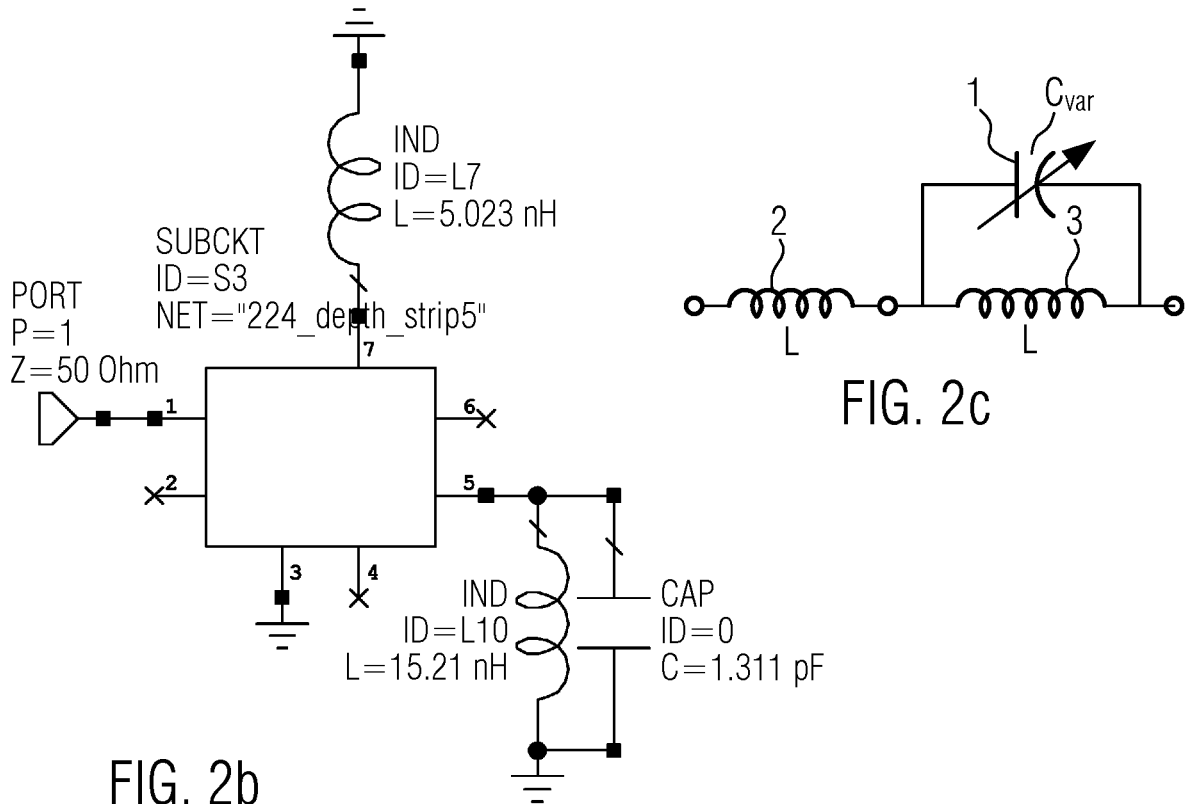 IND
ID=L7
L=5.023 nH
SUBCKT
ID=S3
NET="224_depth_strip5"
PORT
P=1
Z=50 Ohm
7
1
6
2
5
3
4
IND
ID=L10
L=15.21 nH
CAP
ID=0
C=1.311 pF
FIG. 2b
1
Cvar
2
3
L
L
FIG. 2c